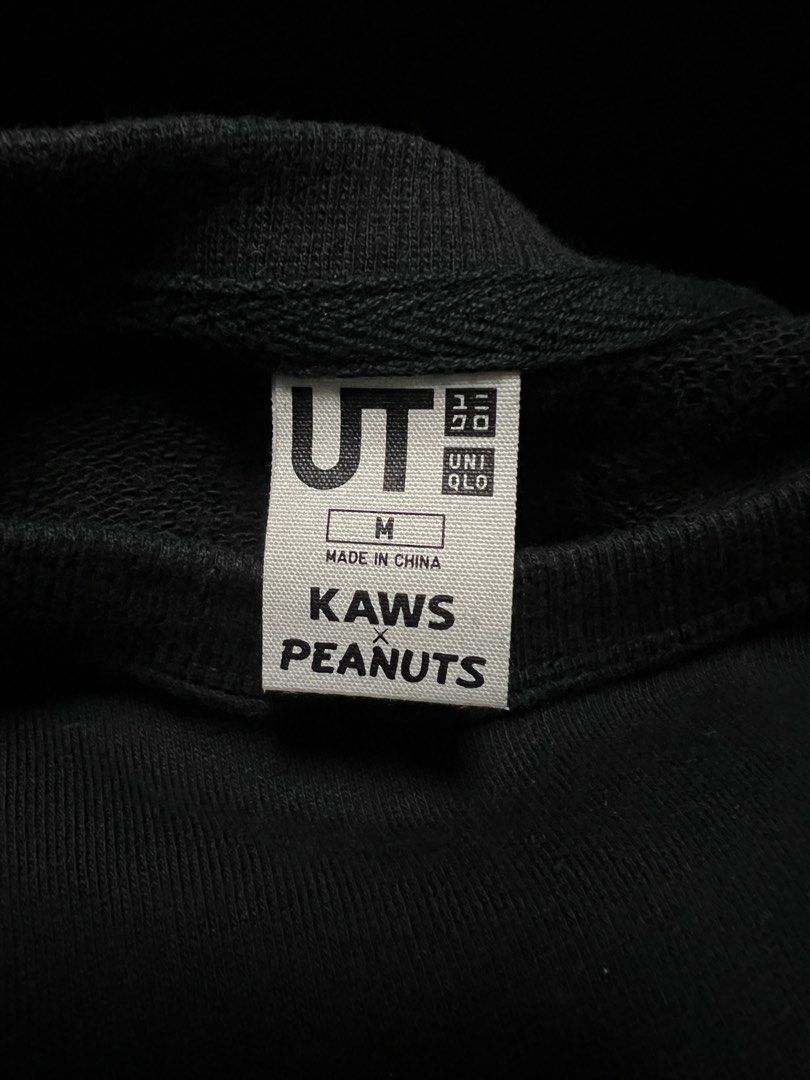 UT
ユニ
クロ
UNI
QLO
M
MADE IN CHINA
KAWS
×
PEANUTS